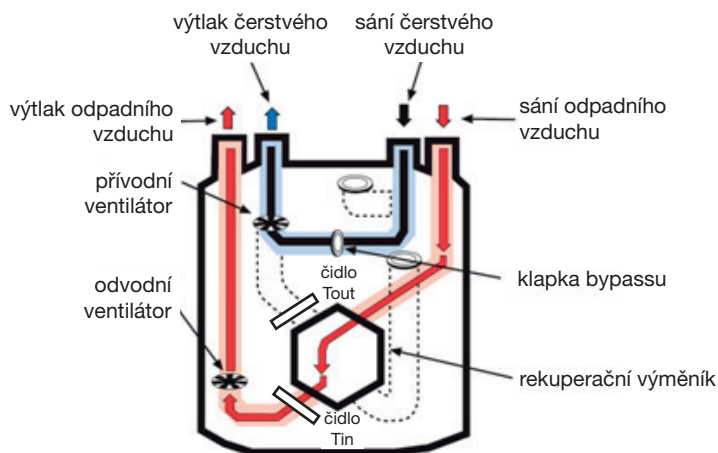 výtlak čerstvého
vzduchu
sání čerstvého
vzduchu
výtlak odpadního
vzduchu
sání odpadního
vzduchu
přívodní
ventilátor
čidlo
Tout
klapka bypassu
odvodní
ventilátor
rekuperační výměník
čidlo
Tin